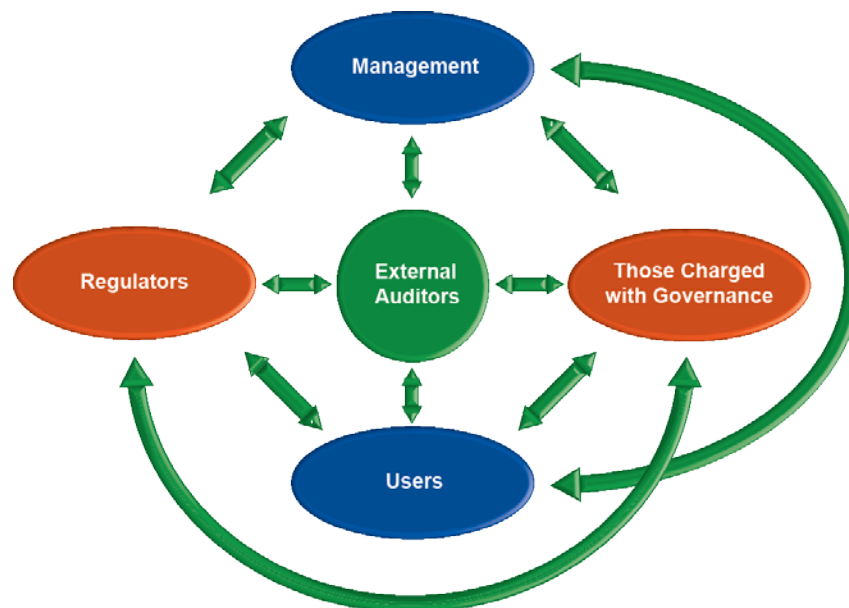 Management
Regulators
External
Auditors
Those Charged
with Governance
Users